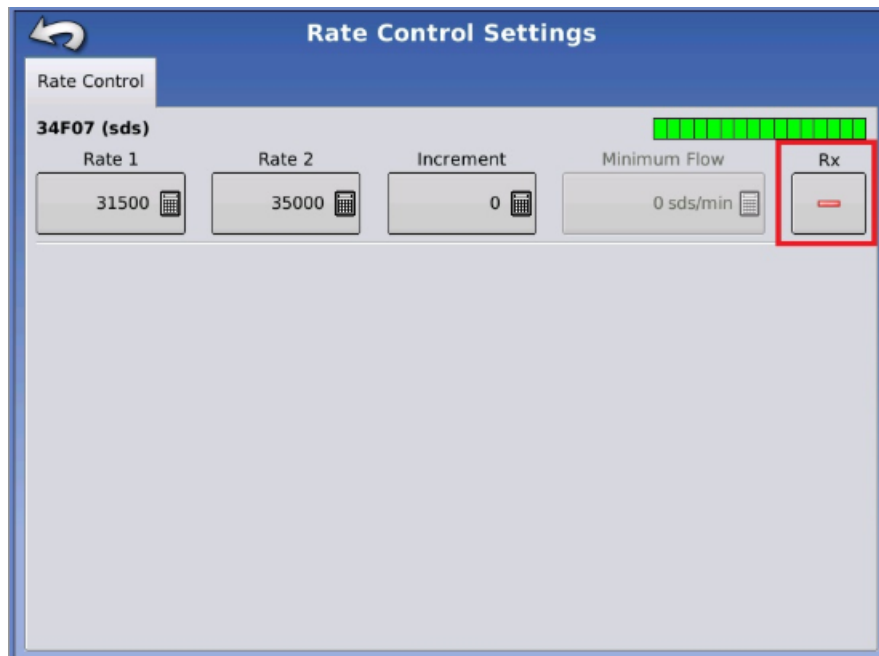 Rate Control Settings
Rate Control
34F07 (sds)
Rate 1 Rate 2 Increment Minimum Flow Rx
31500 35000 0 0 sds/min